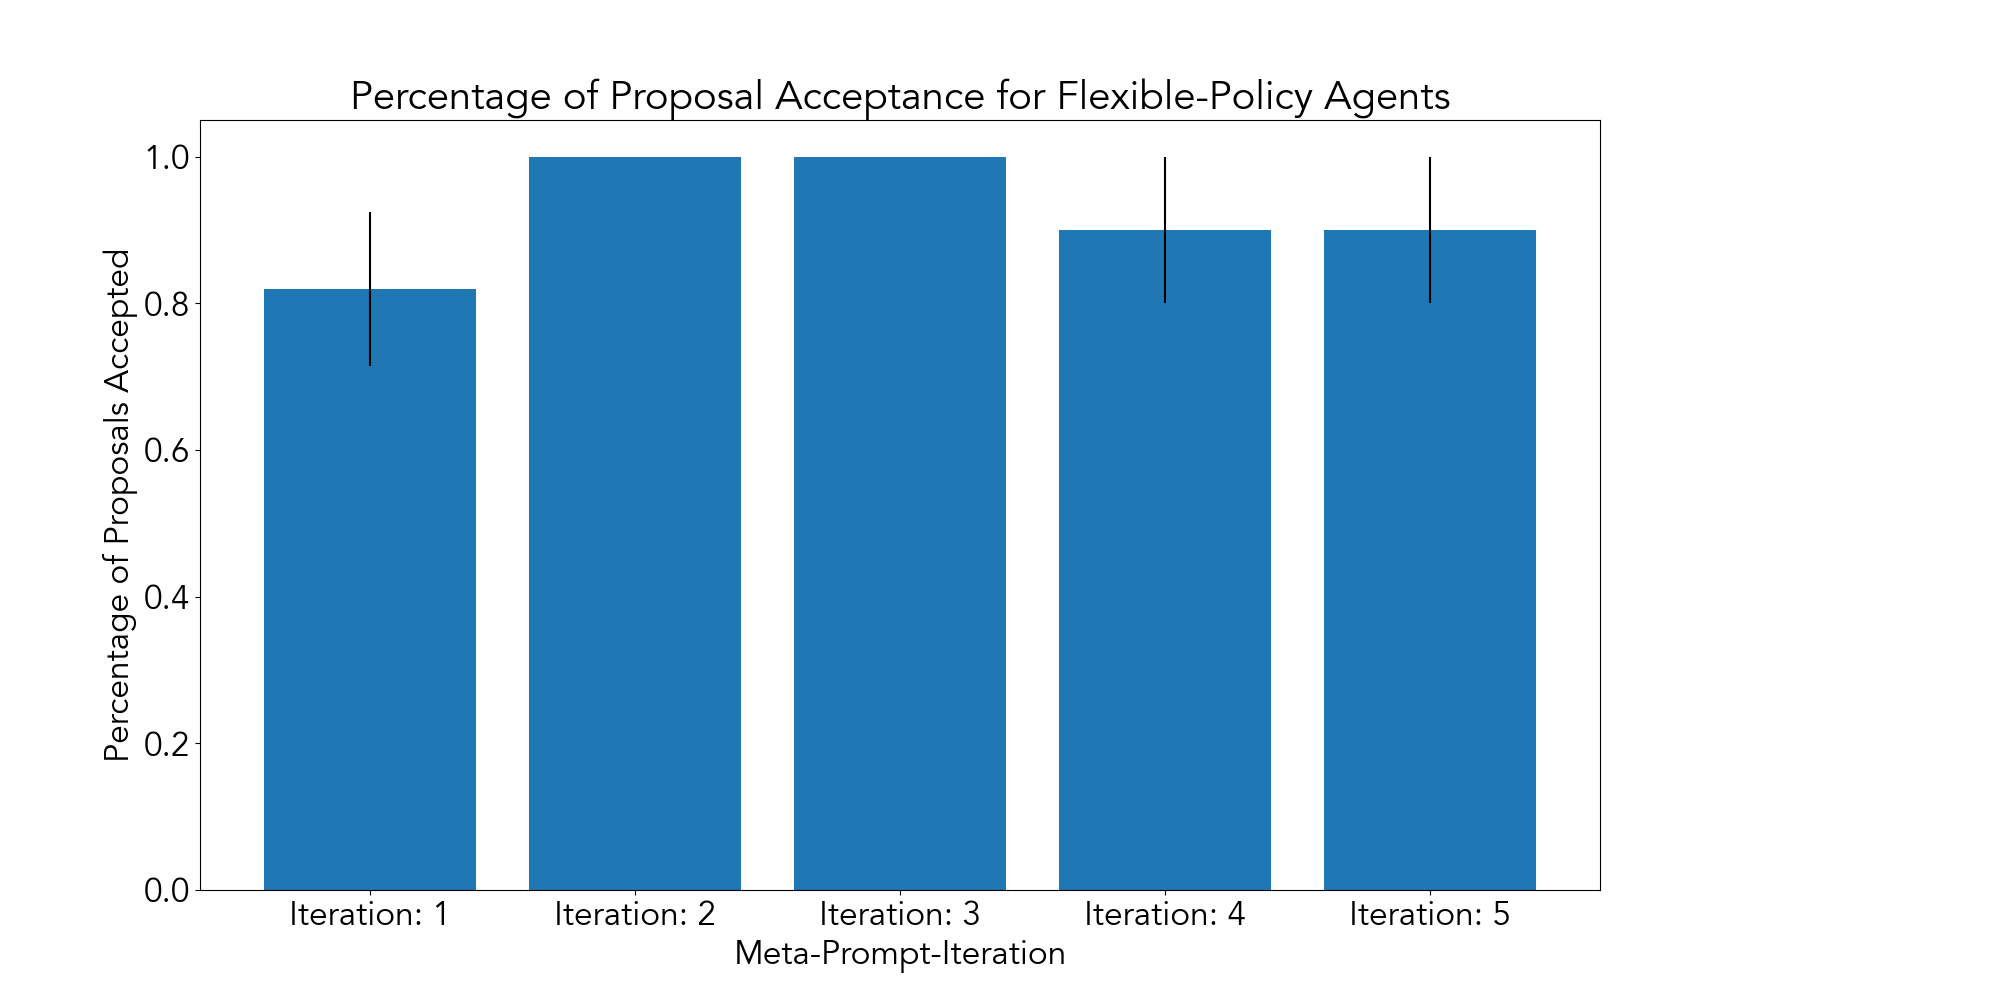 Percentage of Proposal Acceptance for Flexible-Policy Agents
Percentage of Proposals Accepted
1.0
0.8
0.6
0.4
0.2
0.0
Iteration: 1 Iteration: 2 Iteration: 3 Iteration: 4 Iteration: 5
Meta-Prompt-Iteration